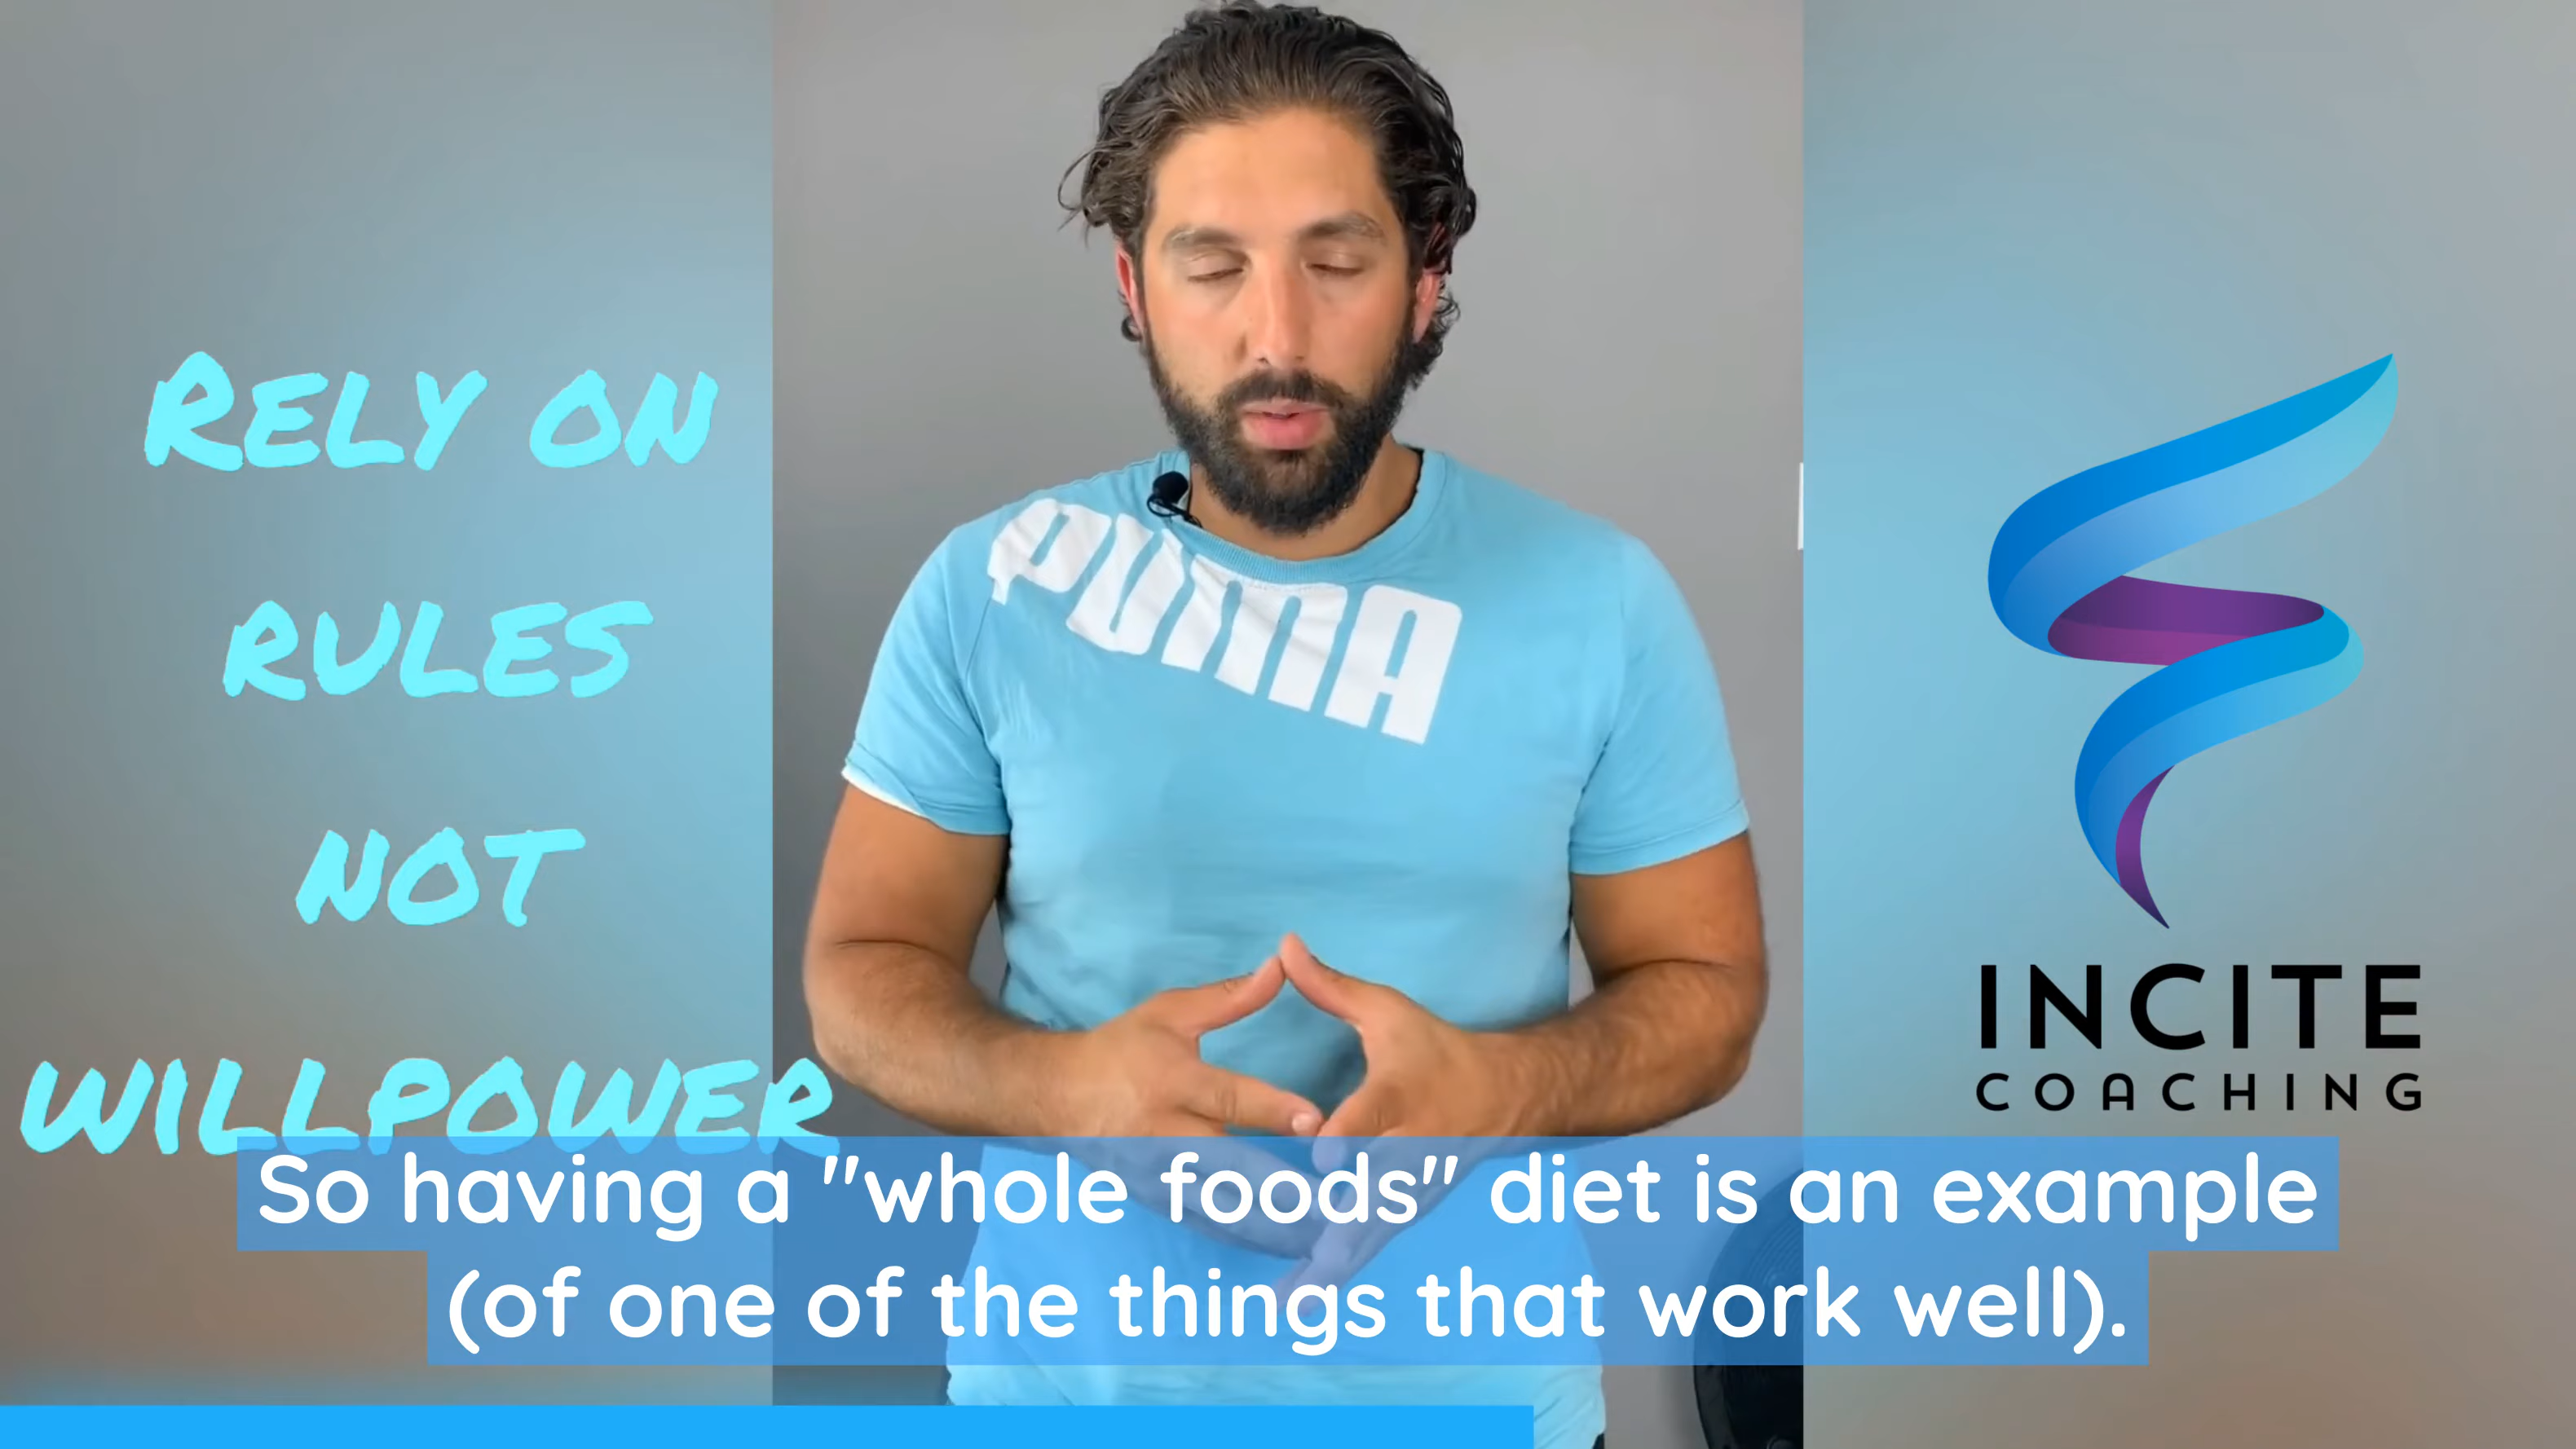 RELY ON
RULES
NOT
WILLPOWER
PUMA
INCITE
COACHING
So having a "whole foods" diet is an example
(of one of the things that work well).